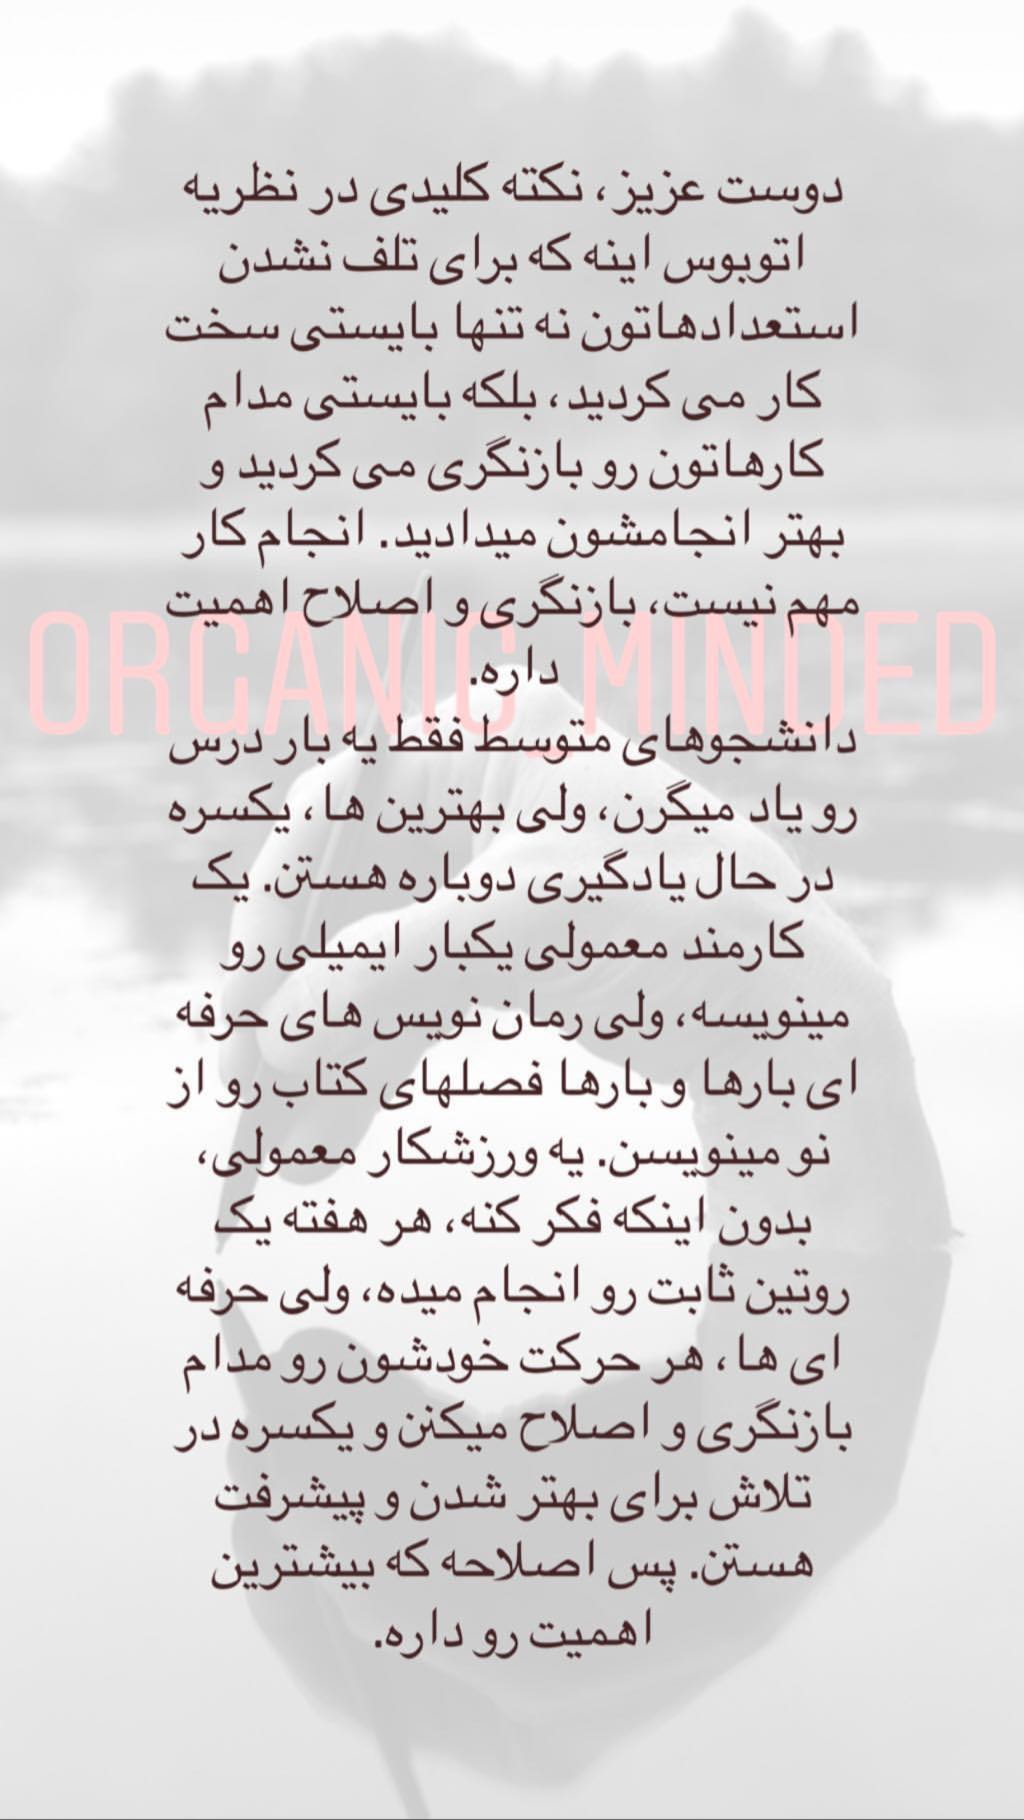 دوست عزیز، نکته کلیدی در نظریه
اتوبوس اینه که برای تلف نشدن
استعدادهاتون نه تنها بایستی سخت
کار می کردید، بلکه بایستی مدام
کارهاتون رو بازنگری می کردید و
بهتر انجامشون میدادید. انجام کار
مهم نیست، بازنگری و اصلاح اهمیت
ORGANIC_MINDED
داره.
دانشجوهای متوسط فقط یه بار درس
رو یاد میگرن، ولی بهترین ها، یکسره
در حال یادگیری دوباره هستن. یک
کارمند معمولی یکبار ایمیلی رو
مینویسه، ولی رمان نویس های حرفه
ای بارها و بارها فصلهای کتاب رو از
نو مینویسن. یه ورزشکار معمولی،
بدون اینکه فکر کنه، هر هفته یک
روتین ثابت رو انجام میده، ولی حرفه
ای ها، هر حرکت خودشون رو مدام
بازنگری و اصلاح میکنن و یکسره در
تلاش برای بهتر شدن و پیشرفت
هستن. پس اصلاحه که بیشترین
اهمیت رو داره.